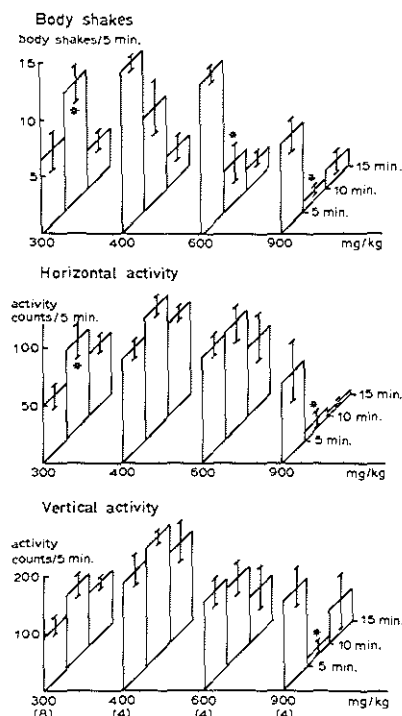 Body shakes
body shakes/5 min.
15
10
5
*
*
*
15 min.
10 min.
5 min.
300 400 600 900 mg/kg
Horizontal activity
activity
counts/5 min.
100
50
*
*
15 min.
10 min.
5 min.
300 400 600 900 mg/kg
Vertical activity
activity
counts/5 min.
200
100
*
15 min.
10 min.
5 min.
300 400 600 900 mg/kg
(8) (4) (4) (4)